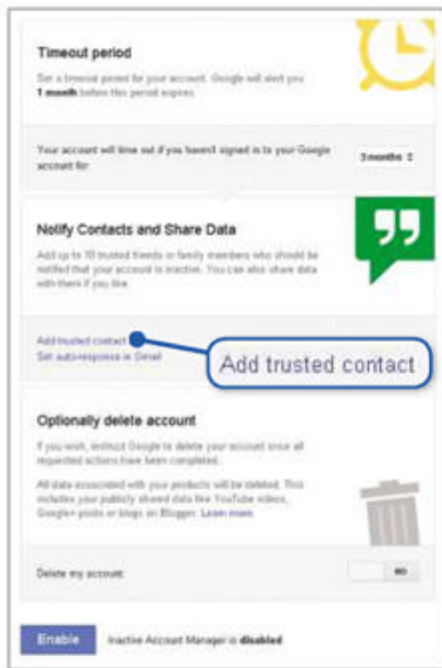 Timeout period
Set a timeout period for your account. Google will alert you
1 month before this period expires.
Your account will time out if you haven't signed in to your Google
account for:
3 months
Notify Contacts and Share Data
Add up to 10 trusted friends or family members who should be
notified that your account is inactive. You can also share data
with them if you like.
Add trusted contact
Set auto-response in Gmail
Add trusted contact
Optionally delete account
If you wish, instruct Google to delete your account once all
requested actions have been completed.
All data associated with your products will be deleted. This
includes your publicly shared data like YouTube videos,
Google+ posts or blogs on Blogger. Learn more.
Delete my account:
NO
Enable
Inactive Account Manager is disabled